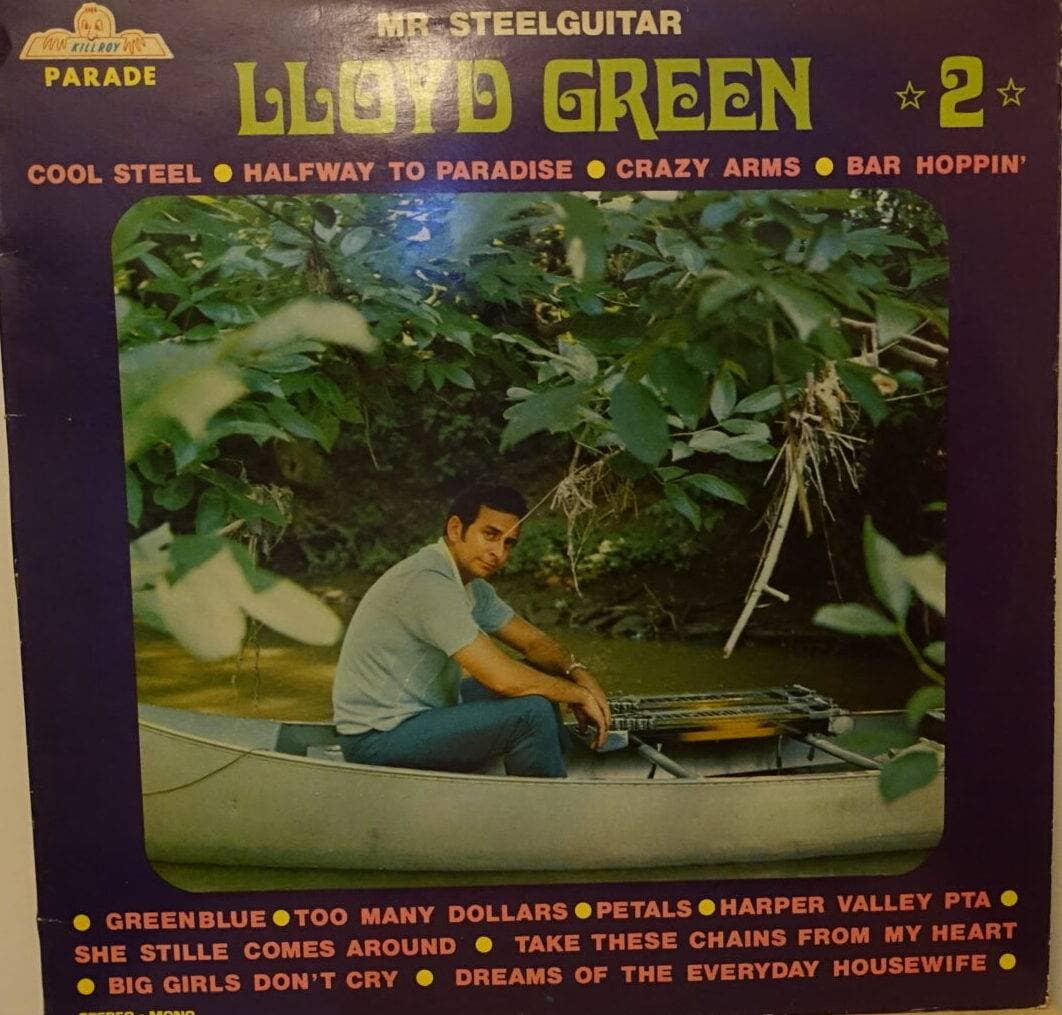 MR STEELGUITAR
KILLROY
PARADE
LLOYD GREEN ☆ 2 ☆
COOL STEEL ● HALFWAY TO PARADISE ● CRAZY ARMS ● BAR HOPPIN'
● GREENBLUE ● TOO MANY DOLLARS ● PETALS ● HARPER VALLEY PTA ●
SHE STILLE COMES AROUND ● TAKE THESE CHAINS FROM MY HEART
● BIG GIRLS DON'T CRY ● DREAMS OF THE EVERYDAY HOUSEWIFE ●
STEREO - MONO